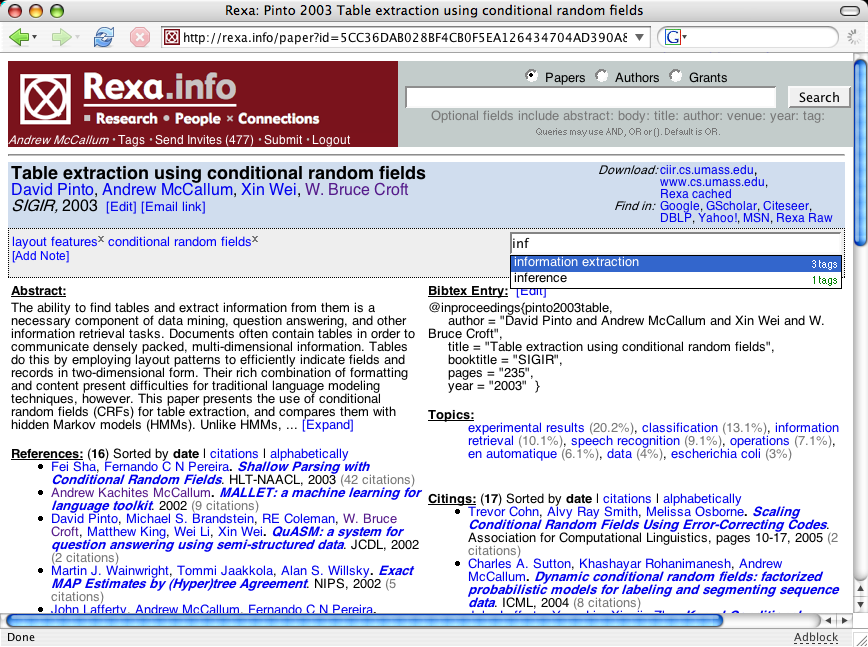 Rexa: Pinto 2003 Table extraction using conditional random fields
http://rexa.info/paper?id=5CC36DAB028BF4CB0F5EA126434704AD390A8
G
Rexa.info
Research · People × Connections
Andrew McCallum · Tags · Send Invites (477) · Submit · Logout
Papers Authors Grants
Search
Optional fields include abstract: body: title: author: venue: year: tag:
Queries may use AND, OR or (). Default is OR.
Table extraction using conditional random fields
David Pinto, Andrew McCallum, Xin Wei, W. Bruce Croft
SIGIR, 2003 [Edit] [Email link]
Download: ciir.cs.umass.edu,
www.cs.umass.edu,
Rexa cached
Find in: Google, GScholar, Citeseer,
DBLP, Yahoo!, MSN, Rexa Raw
layout featuresx conditional random fieldsx
[Add Note]
inf
information extraction 3 tags
inference 1 tags
Abstract:
The ability to find tables and extract information from them is a
necessary component of data mining, question answering, and other
information retrieval tasks. Documents often contain tables in order to
communicate densely packed, multi-dimensional information. Tables
do this by employing layout patterns to efficiently indicate fields and
records in two-dimensional form. Their rich combination of formatting
and content present difficulties for traditional language modeling
techniques, however. This paper presents the use of conditional
random fields (CRFs) for table extraction, and compares them with
hidden Markov models (HMMs). Unlike HMMs, ... [Expand]
References: (16) Sorted by date | citations | alphabetically
• Fei Sha, Fernando C N Pereira. Shallow Parsing with
Conditional Random Fields. HLT-NAACL, 2003 (42 citations)
• Andrew Kachites McCallum. MALLET: a machine learning for
language toolkit. 2002 (9 citations)
• David Pinto, Michael S. Brandstein, RE Coleman, W. Bruce
Croft, Matthew King, Wei Li, Xin Wei. QuASM: a system for
question answering using semi-structured data. JCDL, 2002
(2 citations)
• Martin J. Wainwright, Tommi Jaakkola, Alan S. Willsky. Exact
MAP Estimates by (Hyper)tree Agreement. NIPS, 2002 (5
citations)
• John Lafferty, Andrew McCallum, Fernando C N Pereira.
Bibtex Entry: [Edit]
@inproceedings{pinto2003table,
author = "David Pinto and Andrew McCallum and Xin Wei and W.
Bruce Croft",
title = "Table extraction using conditional random fields",
booktitle = "SIGIR",
pages = "235",
year = "2003" }
Topics:
experimental results (20.2%), classification (13.1%), information
retrieval (10.1%), speech recognition (9.1%), operations (7.1%),
en automatique (6.1%), data (4%), escherichia coli (3%)
Citings: (17) Sorted by date | citations | alphabetically
• Trevor Cohn, Alvy Ray Smith, Melissa Osborne. Scaling
Conditional Random Fields Using Error-Correcting Codes.
Association for Computational Linguistics, pages 10-17, 2005 (2
citations)
• Charles A. Sutton, Khashayar Rohanimanesh, Andrew
McCallum. Dynamic conditional random fields: factorized
probabilistic models for labeling and segmenting sequence
data. ICML, 2004 (8 citations)
Done
Adblock